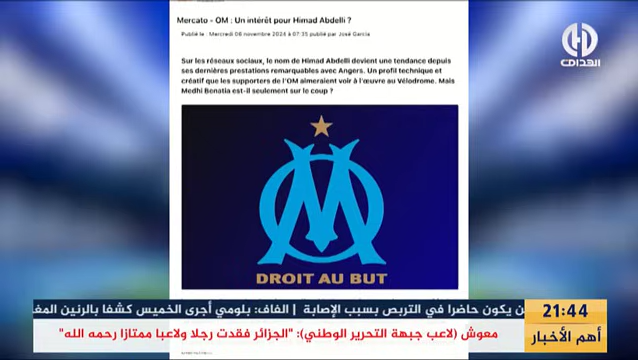 Mercato - OM : Un intérêt pour Himad Abdelli ?
Publié le : Mercredi 06 novembre 2024 à 07:35 publié par José Garcia
Sur les réseaux sociaux, le nom de Himad Abdelli devient une tendance depuis
ses dernières prestations remarquables avec Angers. Un profil technique et
créatif que les supporters de l'OM aimeraient voir à l'œuvre au Vélodrome. Mais
Medhi Benatia est-il seulement sur le coup ?
الهداف
M
DROIT AU BUT
21:44
ن يكون حاضرا في التربص بسبب الإصابة | الفاف: بلومي أجرى الخميس كشفا بالرنين المغ
أهم الأخبار
معوش (لاعب جبهة التحرير الوطني): "الجزائر فقدت رجلا ولاعبا ممتازا رحمه الله"